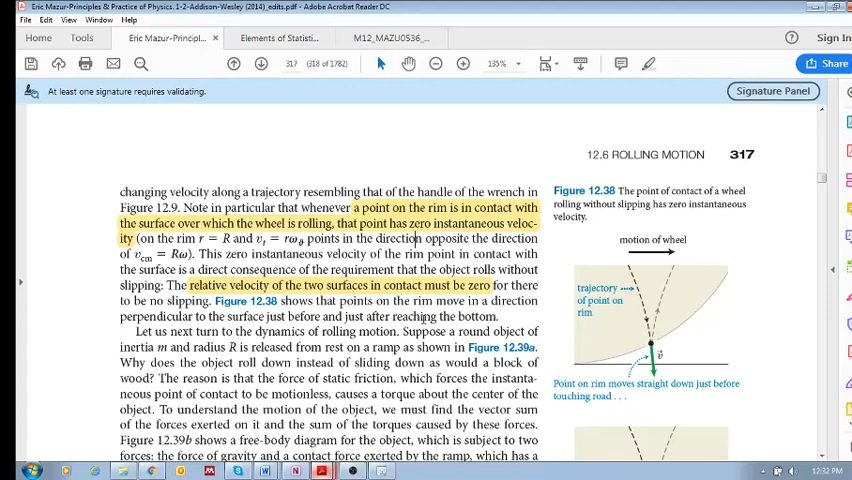 Eric Mazur-Principles & Practice of Physics. 1-2-Addison-Wesley (2014)_edits.pdf - Adobe Acrobat Reader DC
File Edit View Window Help
Home Tools Eric Mazur-Princip... Elements of Statisti... M12_MAZU0536_... Sign In
317 (318 of 1782) 135% Share
At least one signature requires validating. Signature Panel
12.6 ROLLING MOTION 317
changing velocity along a trajectory resembling that of the handle of the wrench in
Figure 12.9. Note in particular that whenever a point on the rim is in contact with
the surface over which the wheel is rolling, that point has zero instantaneous veloc-
ity (on the rim r = R and vt = rωϑ points in the direction opposite the direction
of vcm = Rω). This zero instantaneous velocity of the rim point in contact with
the surface is a direct consequence of the requirement that the object rolls without
slipping: The relative velocity of the two surfaces in contact must be zero for there
to be no slipping. Figure 12.38 shows that points on the rim move in a direction
perpendicular to the surface just before and just after reaching the bottom.
Let us next turn to the dynamics of rolling motion. Suppose a round object of
inertia m and radius R is released from rest on a ramp as shown in Figure 12.39a.
Why does the object roll down instead of sliding down as would a block of
wood? The reason is that the force of static friction, which forces the instanta-
neous point of contact to be motionless, causes a torque about the center of the
object. To understand the motion of the object, we must find the vector sum
of the forces exerted on it and the sum of the torques caused by these forces.
Figure 12.39b shows a free-body diagram for the object, which is subject to two
forces: the force of gravity and a contact force exerted by the ramp, which has a
Figure 12.38 The point of contact of a wheel
rolling without slipping has zero instantaneous
velocity.
motion of wheel
trajectory
of point on
rim
v
Point on rim moves straight down just before
touching road . . .
12:32 PM